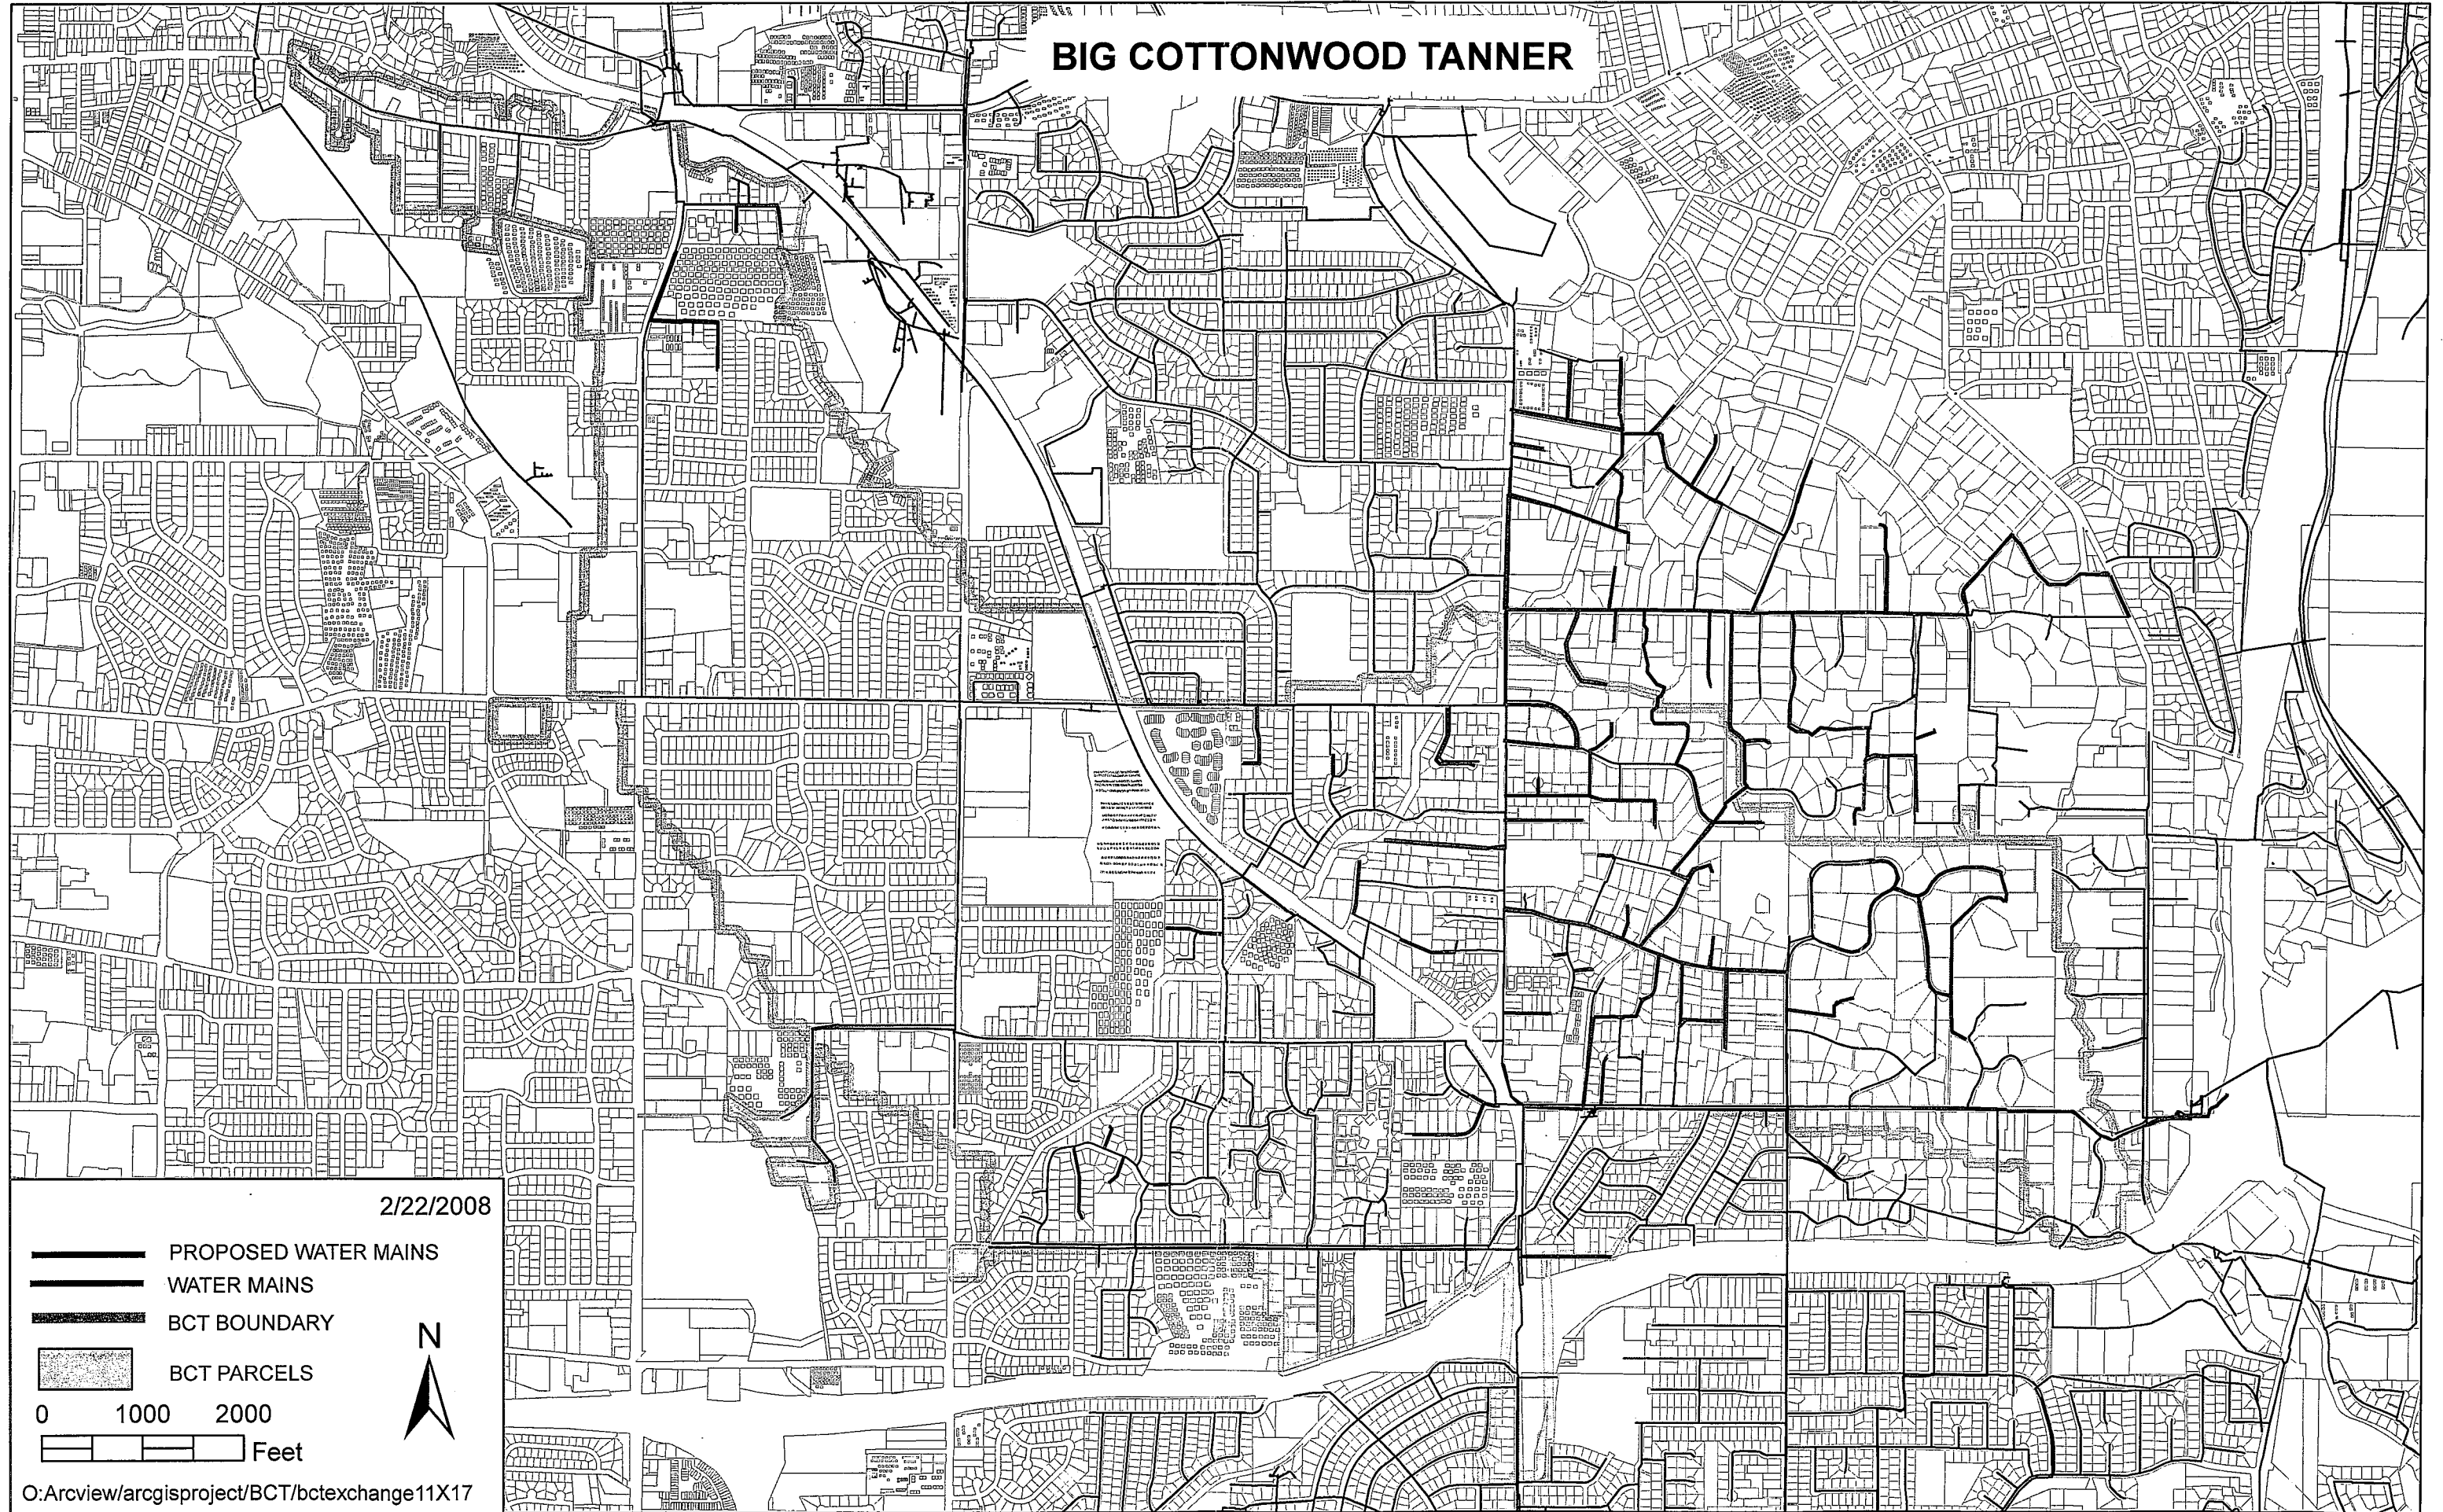 BIG COTTONWOOD TANNER
2/22/2008
PROPOSED WATER MAINS
WATER MAINS
BCT BOUNDARY
BCT PARCELS
N
0 1000 2000
Feet
O:Arcview/arcgisproject/BCT/bctexchange11X17